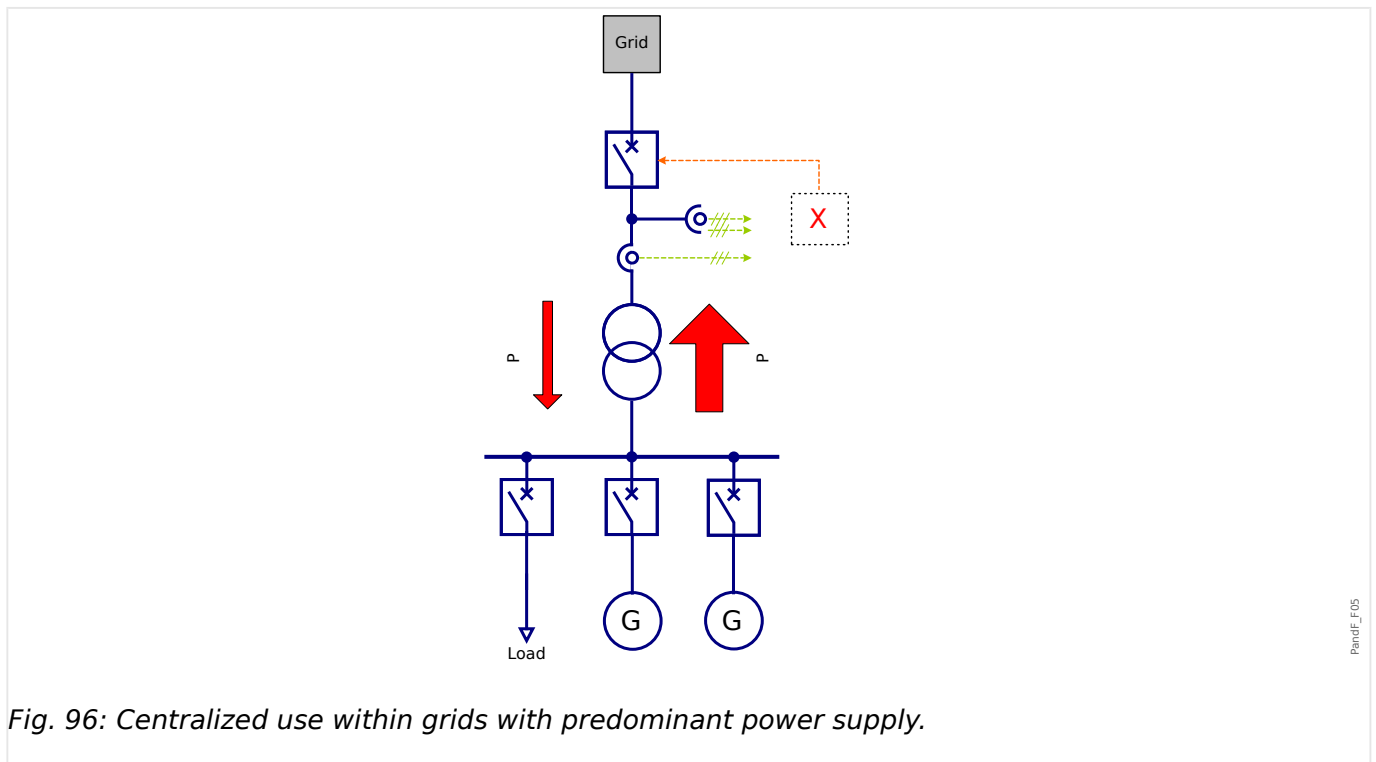 Grid
X
P
P
G
G
Load
PandF_F05
Fig. 96: Centralized use within grids with predominant power supply.